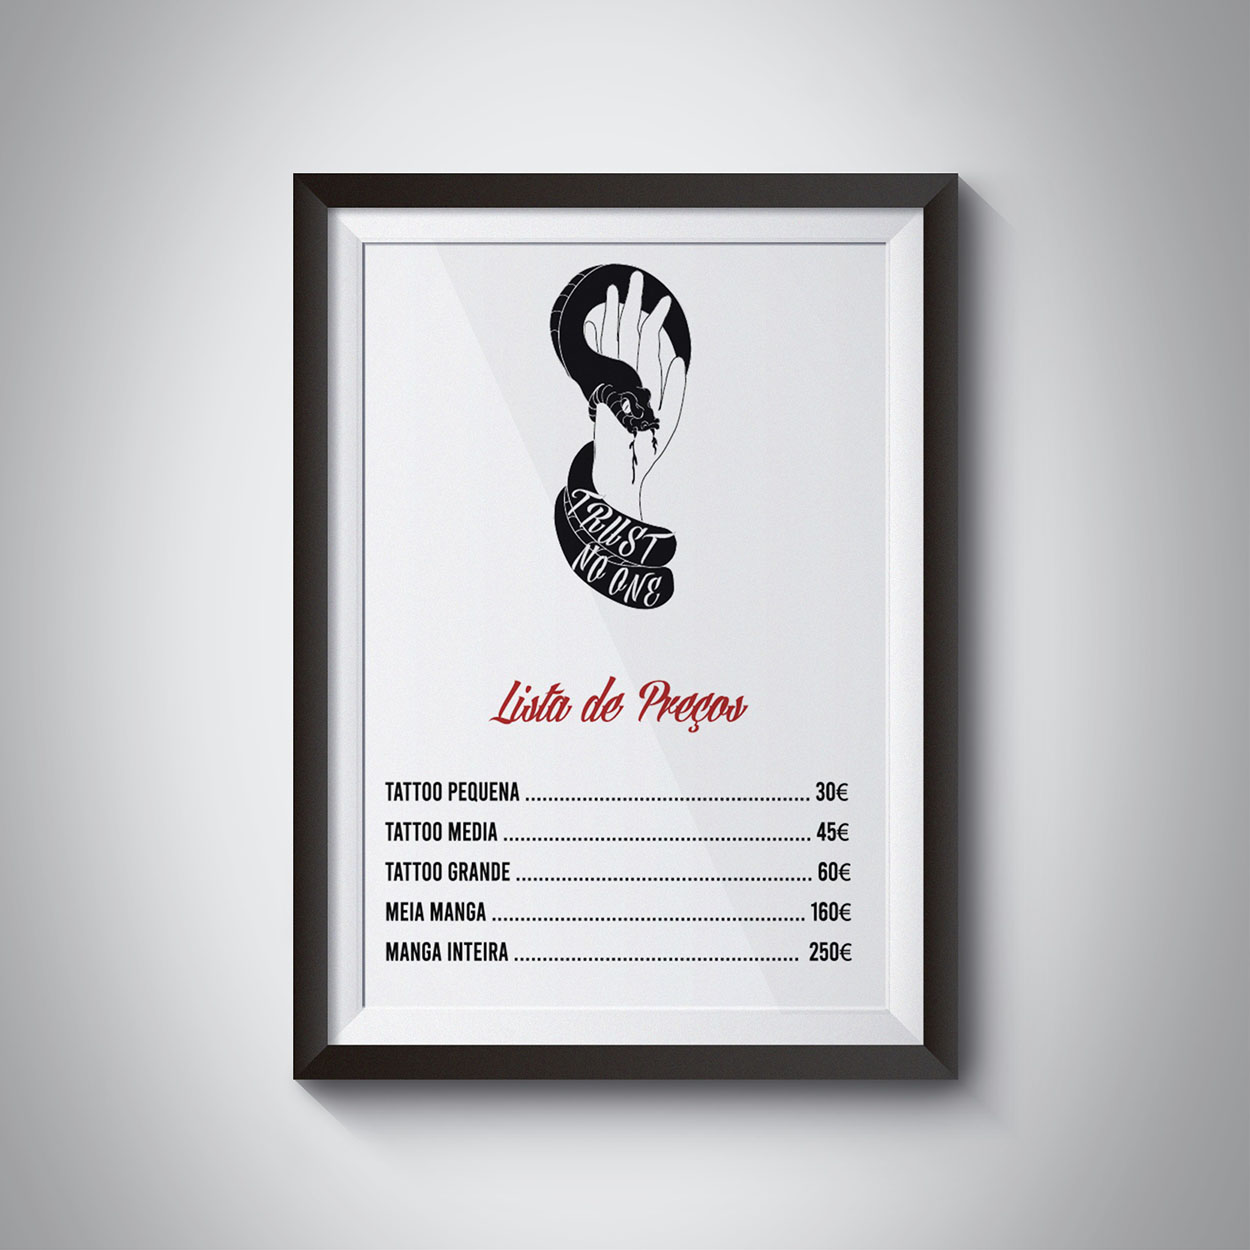 TRUST
NO ONE
Lista de Preços
TATTOO PEQUENA ........................................................ 30€
TATTOO MEDIA ............................................................. 45€
TATTOO GRANDE .......................................................... 60€
MEIA MANGA .............................................................. 160€
MANGA INTEIRA ......................................................... 250€